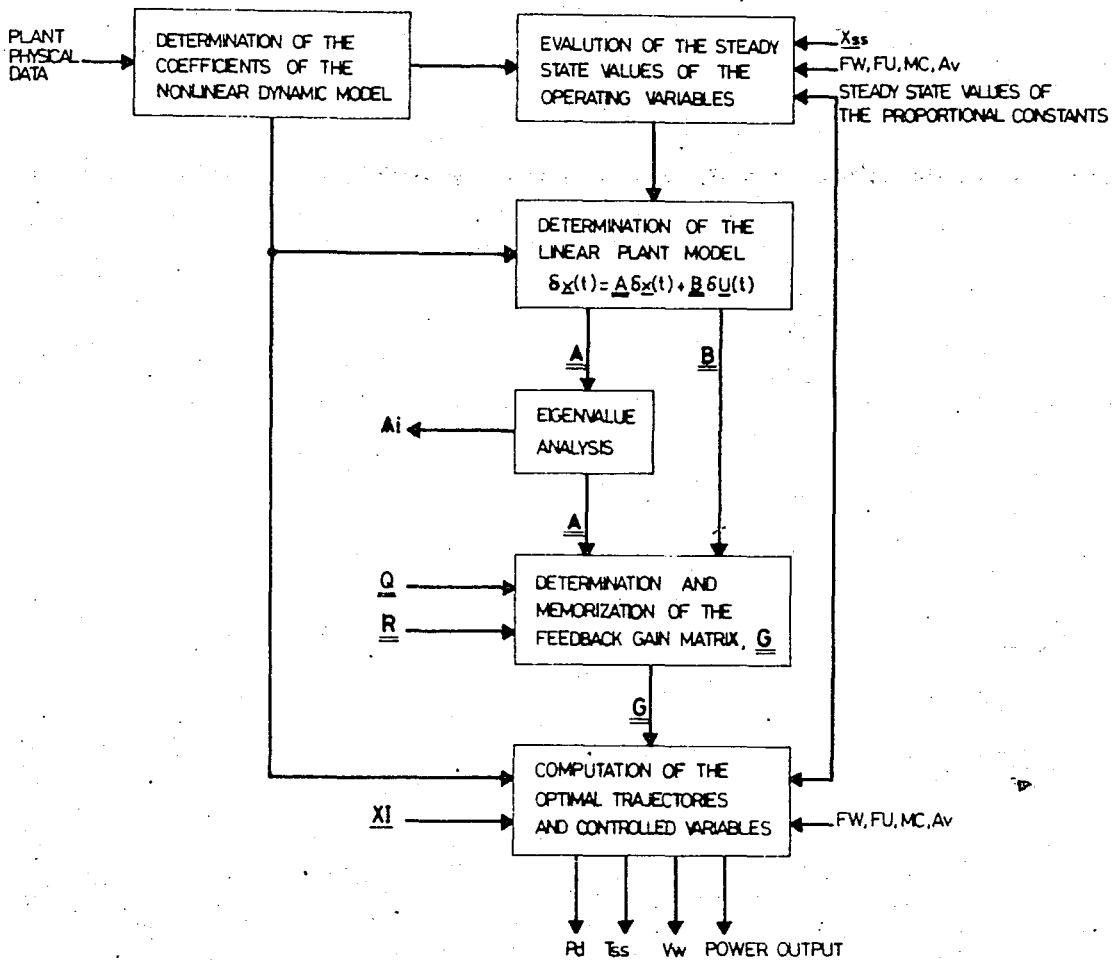 PLANT
PHYSICAL
DATA
DETERMINATION OF THE
COEFFICIENTS OF THE
NONLINEAR DYNAMIC MODEL
EVALUTION OF THE STEADY
STATE VALUES OF THE
OPERATING VARIABLES
Xss
FW, FU, MC, Av
STEADY STATE VALUES OF
THE PROPORTIONAL CONSTANTS
DETERMINATION OF THE
LINEAR PLANT MODEL
δx(t) = A δx(t) + B δU(t)
A
B
EIGENVALUE
ANALYSIS
Λi
A
Q
R
DETERMINATION AND
MEMORIZATION OF THE
FEEDBACK GAIN MATRIX, G
G
COMPUTATION OF THE
OPTIMAL TRAJECTORIES
AND CONTROLLED VARIABLES
XI
FW, FU, MC, Av
Pd Tss Vw POWER OUTPUT